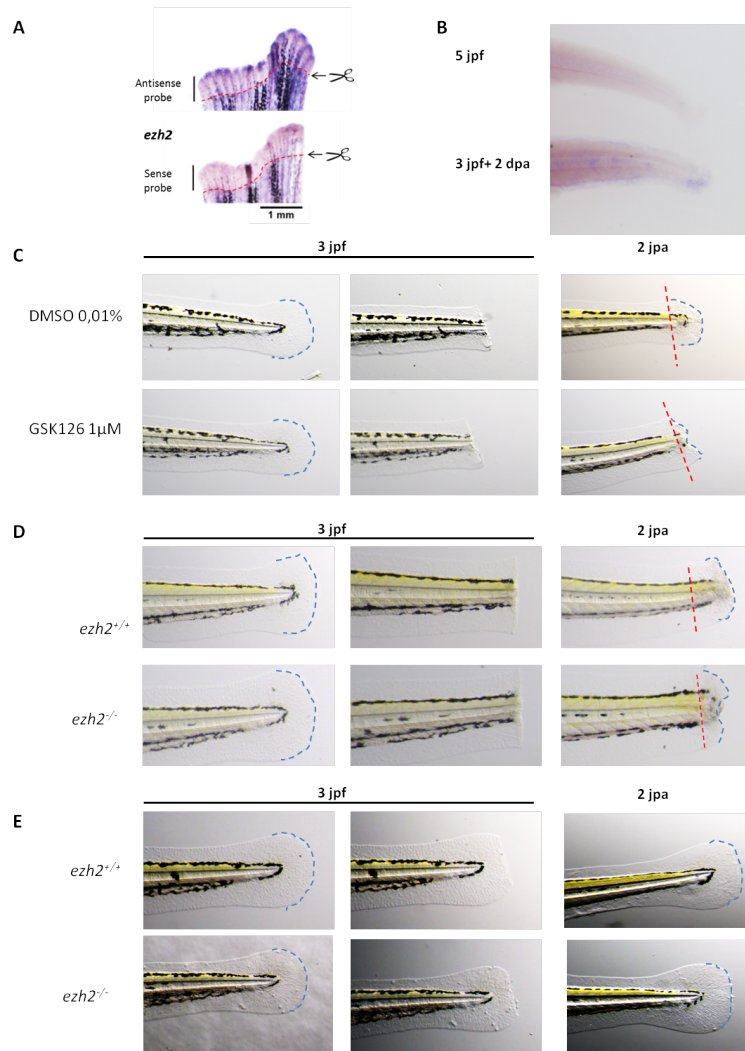 A
Antisense
probe
ezh2
Sense
probe
1 mm
B
5 jpf
3 jpf+ 2 dpa
C
3 jpf
2 jpa
DMSO 0,01%
GSK126 1µM
D
3 jpf
2 jpa
ezh2+/+
ezh2-/-
3 jpf
2 jpa
E
ezh2+/+
ezh2-/-